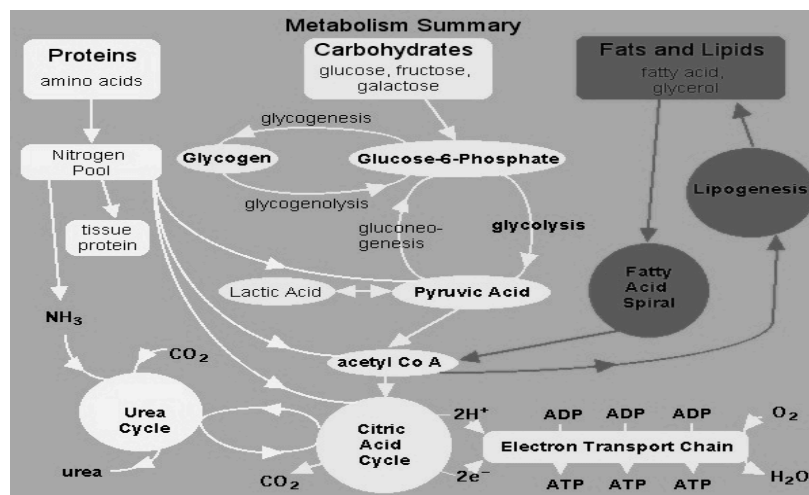 Metabolism Summary
Proteins
amino acids
Carbohydrates
glucose, fructose,
galactose
Fats and Lipids
fatty acid,
glycerol
glycogenesis
Nitrogen
Pool
Glycogen
Glucose-6-Phosphate
Lipogenesis
glycogenolysis
tissue
protein
gluconeo-
genesis
glycolysis
Fatty
Acid
Spiral
Lactic Acid
Pyruvic Acid
NH₃
CO₂
acetyl Co A
Urea
Cycle
Citric
Acid
Cycle
2H⁺
ADP ADP ADP
O₂
Electron Transport Chain
urea
CO₂
2e⁻
ATP ATP ATP
H₂O